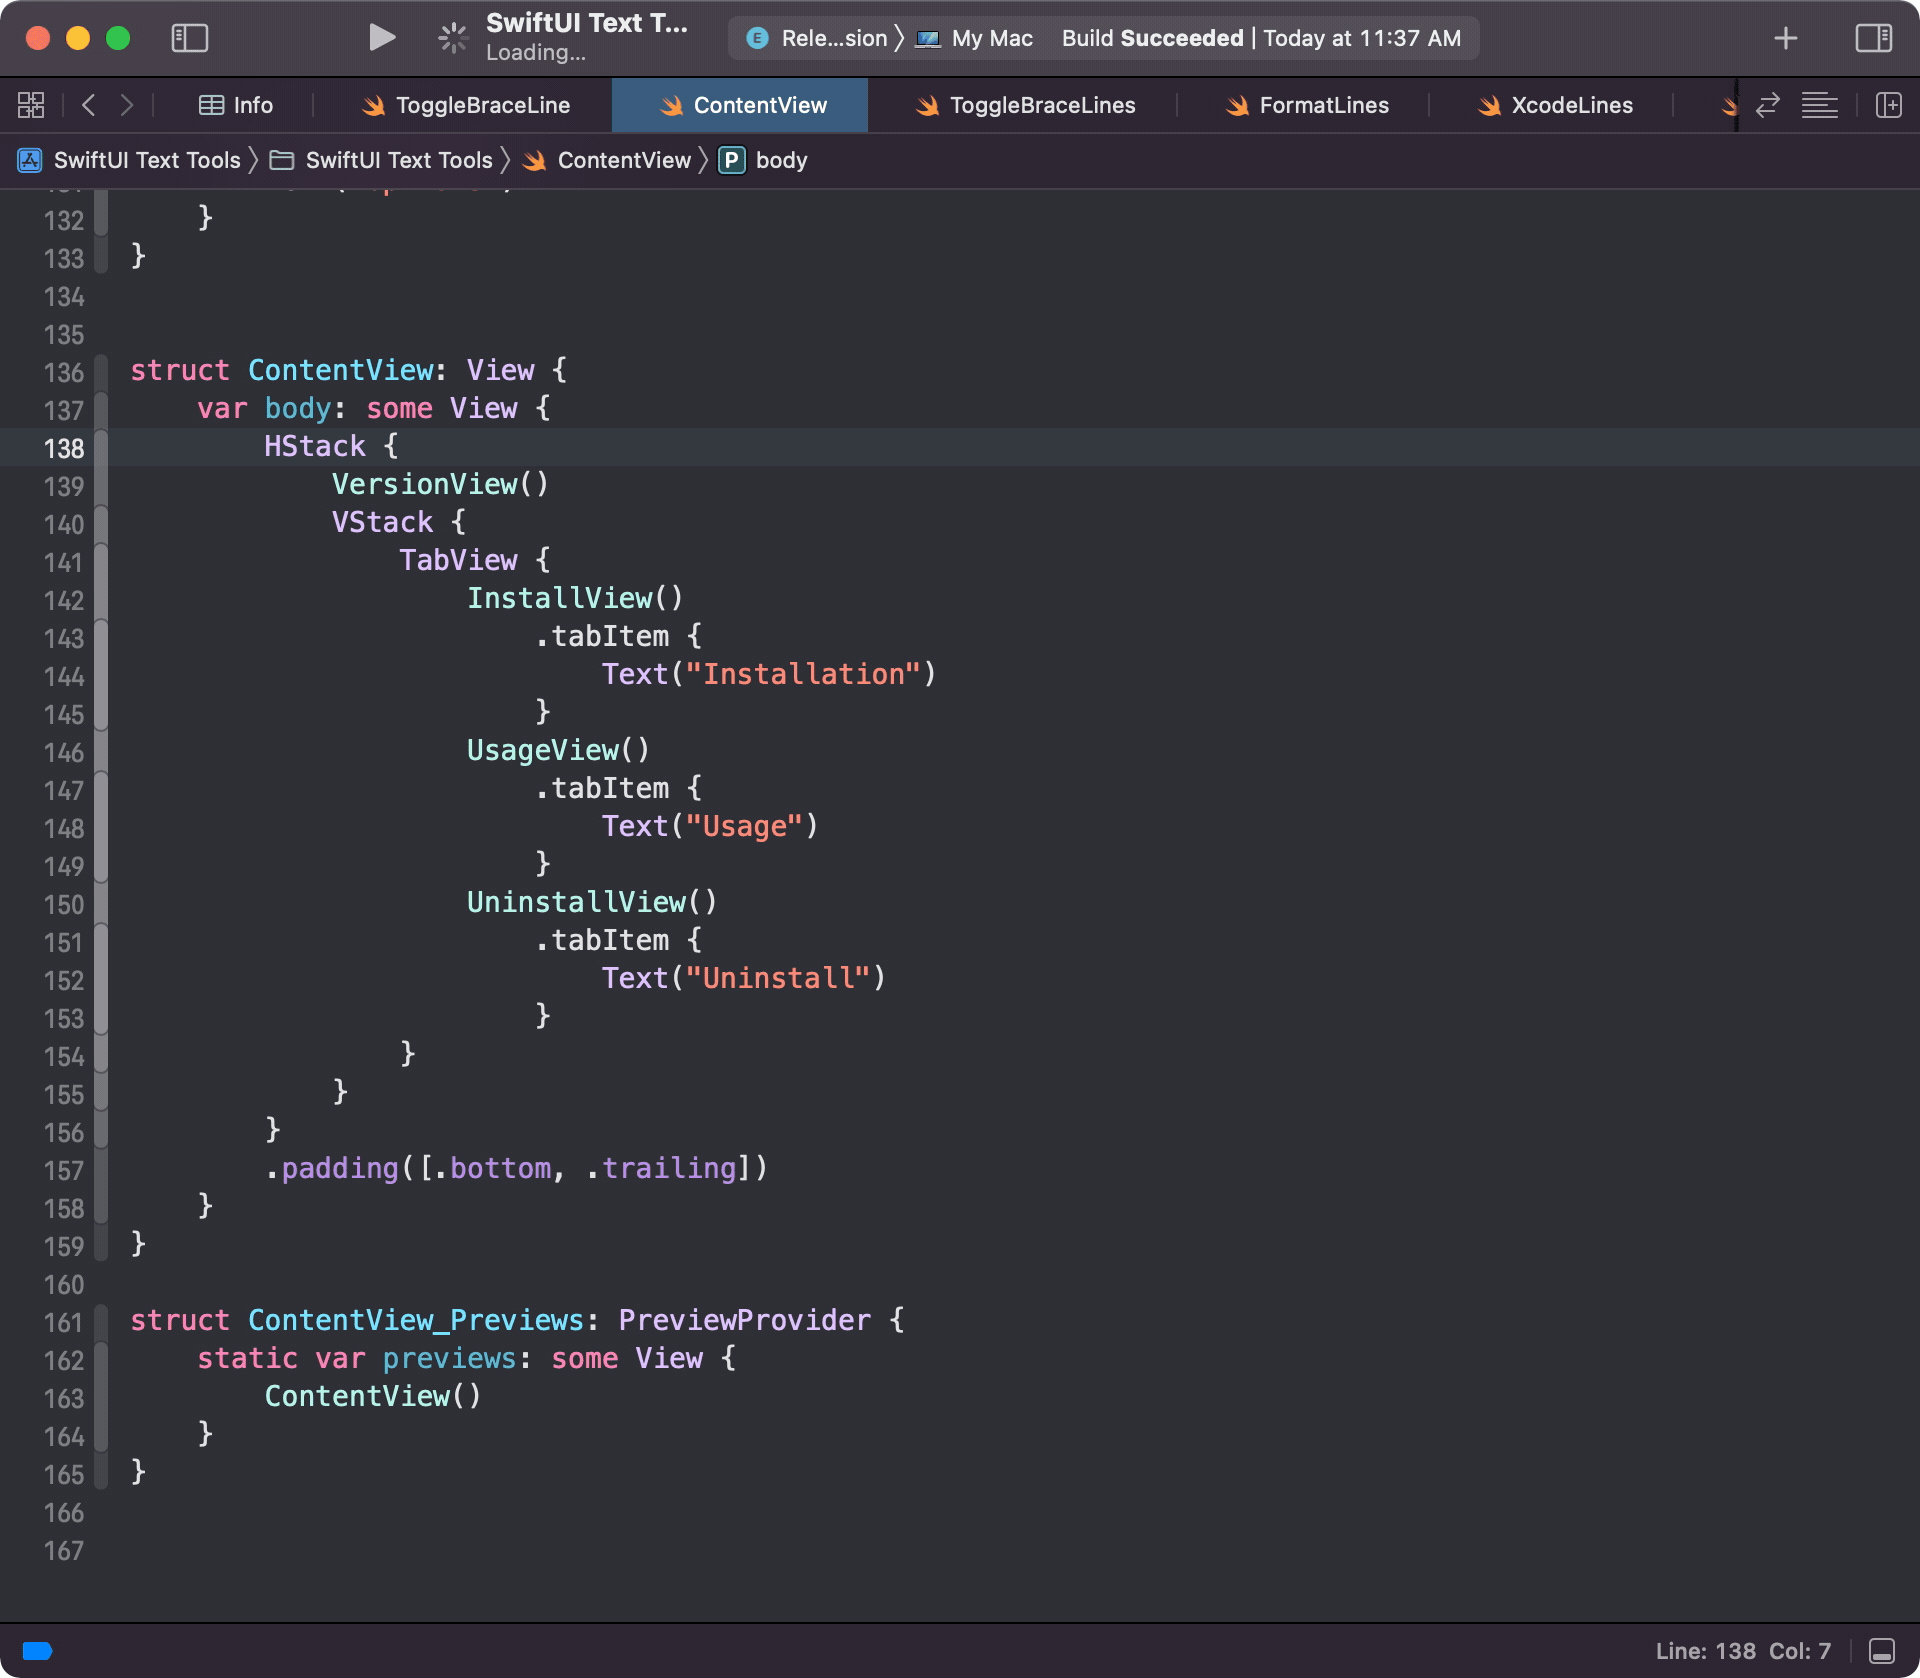 SwiftUI Text T...
Loading...
E Rele...sion 〉 My Mac Build Succeeded | Today at 11:37 AM
Info ToggleBraceLine ContentView ToggleBraceLines FormatLines XcodeLines
SwiftUI Text Tools 〉 SwiftUI Text Tools 〉 ContentView 〉 P body
132         }
133 }
134
135
136 struct ContentView: View {
137     var body: some View {
138         HStack {
139             VersionView()
140             VStack {
141                 TabView {
142                     InstallView()
143                         .tabItem {
144                             Text("Installation")
145                         }
146                     UsageView()
147                         .tabItem {
148                             Text("Usage")
149                         }
150                     UninstallView()
151                         .tabItem {
152                             Text("Uninstall")
153                         }
154                 }
155             }
156         }
157         .padding([.bottom, .trailing])
158     }
159 }
160
161 struct ContentView_Previews: PreviewProvider {
162     static var previews: some View {
163         ContentView()
164     }
165 }
166
167
Line: 138 Col: 7